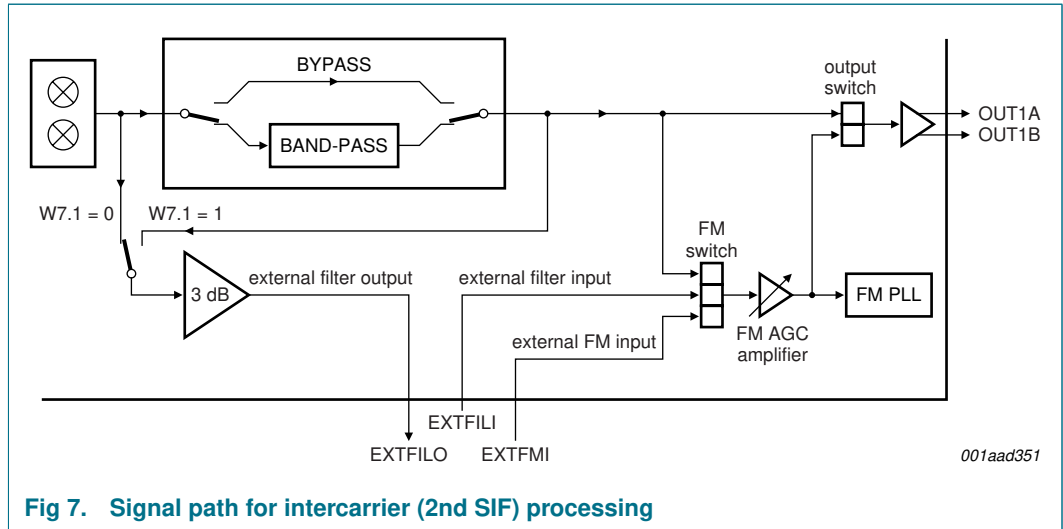 BYPASS
BAND-PASS
output
switch
OUT1A
OUT1B
W7.1 = 0
W7.1 = 1
3 dB
external filter output
external filter input
external FM input
FM
switch
FM AGC
amplifier
FM PLL
EXTFILI
EXTFILO
EXTFMI
001aad351
Fig 7. Signal path for intercarrier (2nd SIF) processing